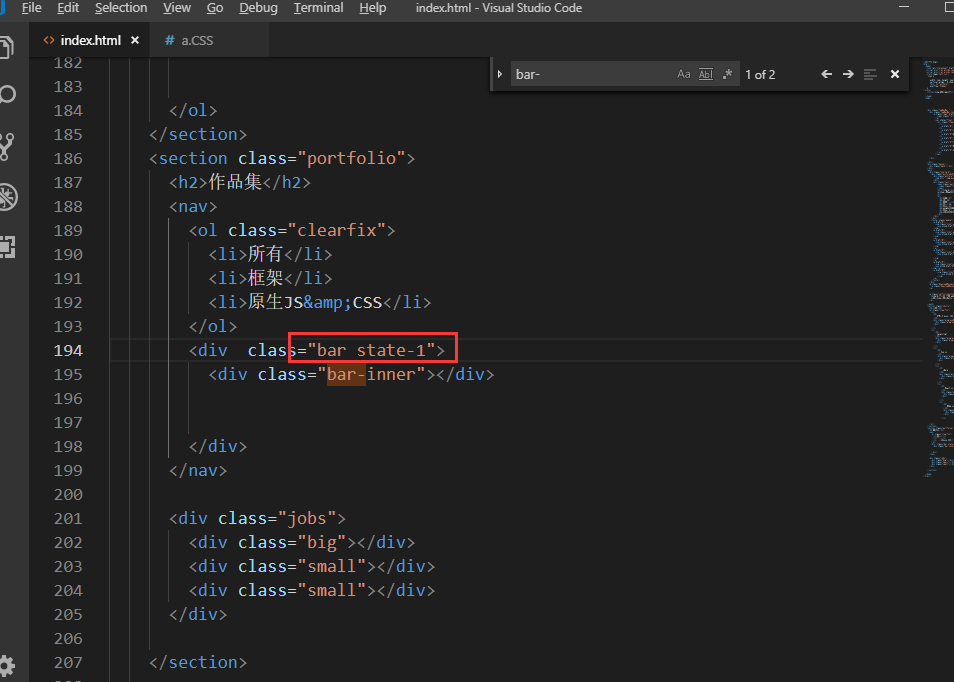 File Edit Selection View Go Debug Terminal Help index.html - Visual Studio Code
<> index.html × # a.CSS
bar- Aa Abl .* 1 of 2
182
183
184 </ol>
185 </section>
186 <section class="portfolio">
187 <h2>作品集</h2>
188 <nav>
189 <ol class="clearfix">
190 <li>所有</li>
191 <li>框架</li>
192 <li>原生JS&amp;CSS</li>
193 </ol>
194 <div  class="bar state-1">
195 <div class="bar-inner"></div>
196
197
198 </div>
199 </nav>
200
201 <div class="jobs">
202 <div class="big"></div>
203 <div class="small"></div>
204 <div class="small"></div>
205 </div>
206
207 </section>